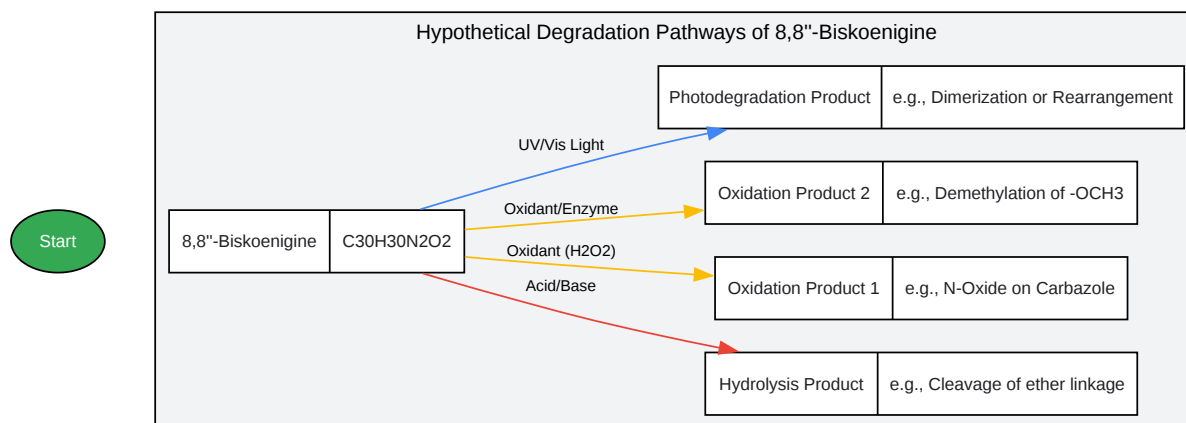 Hypothetical Degradation Pathways of 8,8"-Biskoenigine
Photodegradation Product
e.g., Dimerization or Rearrangement
UV/Vis Light
Oxidation Product 2
e.g., Demethylation of -OCH3
Oxidant/Enzyme
Start
8,8"-Biskoenigine
C30H30N2O2
Oxidant (H2O2)
Oxidation Product 1
e.g., N-Oxide on Carbazole
Acid/Base
Hydrolysis Product
e.g., Cleavage of ether linkage